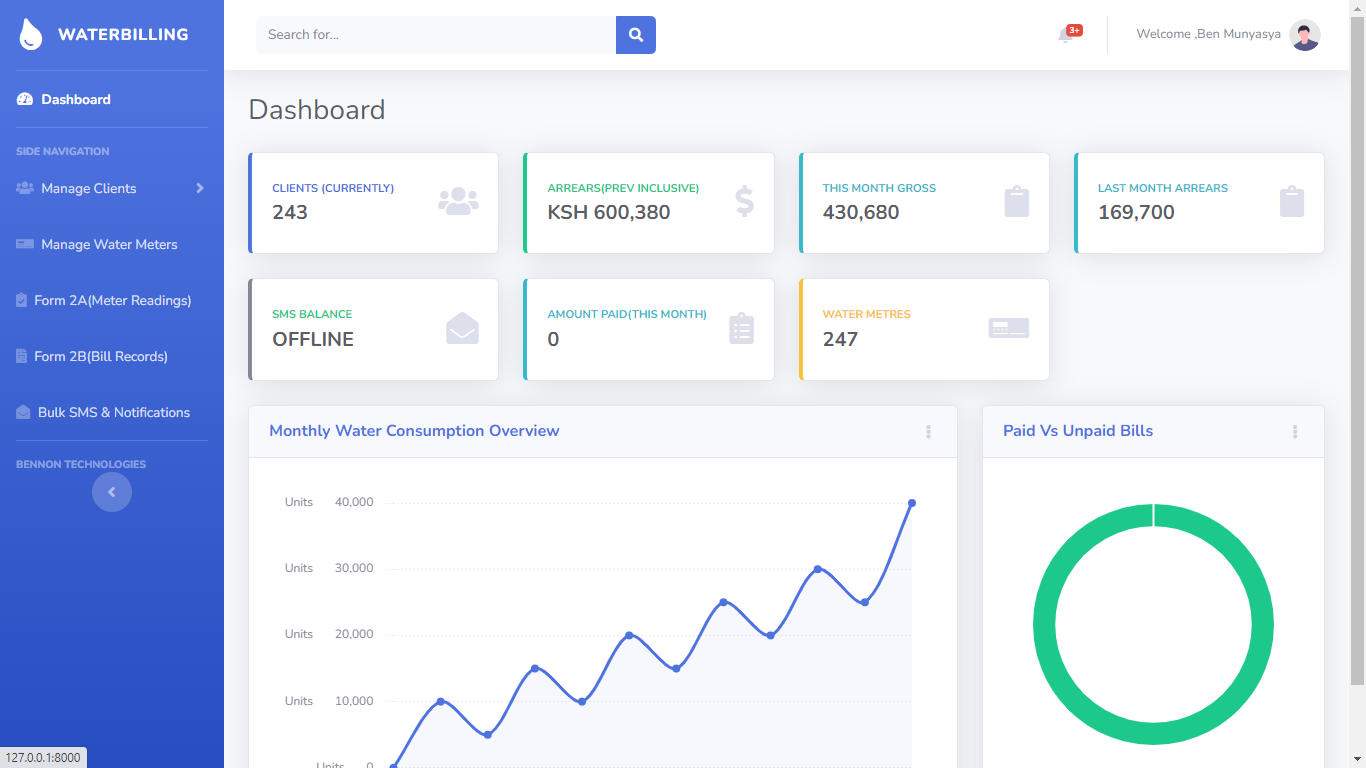 WATERBILLING
Search for...
3+
Welcome ,Ben Munyasya
Dashboard
SIDE NAVIGATION
Manage Clients
Manage Water Meters
Form 2A(Meter Readings)
Form 2B(Bill Records)
Bulk SMS & Notifications
BENNON TECHNOLOGIES
Dashboard
CLIENTS (CURRENTLY)
243
ARREARS(PREV INCLUSIVE)
KSH 600,380
THIS MONTH GROSS
430,680
LAST MONTH ARREARS
169,700
SMS BALANCE
OFFLINE
AMOUNT PAID(THIS MONTH)
0
WATER METRES
247
Monthly Water Consumption Overview
Units 40,000
Units 30,000
Units 20,000
Units 10,000
Units 0
Paid Vs Unpaid Bills
127.0.0.1:8000